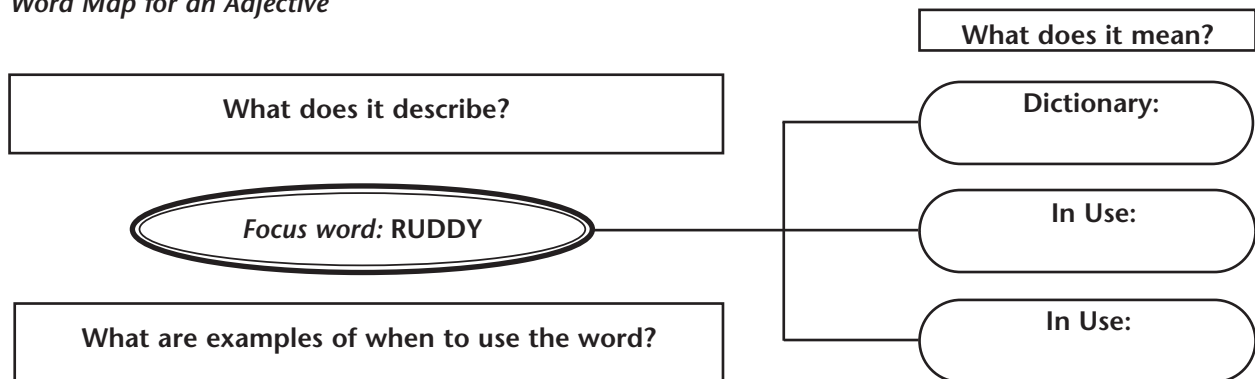 Word Map for an Adjective
What does it mean?
What does it describe?
Dictionary:
Focus word: RUDDY
In Use:
What are examples of when to use the word?
In Use: